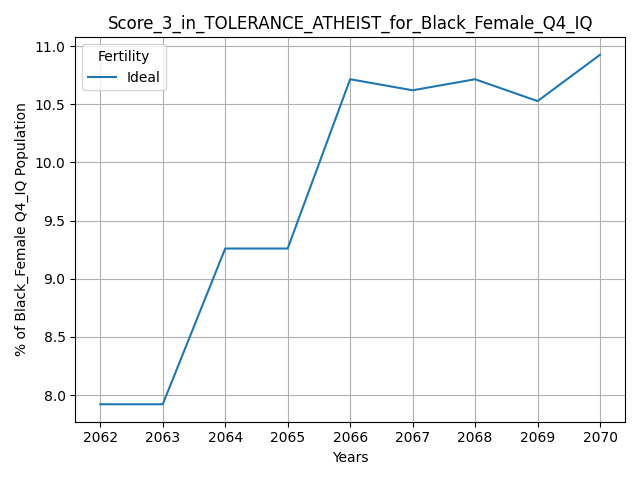 Score_3_in_TOLERANCE_ATHEIST_for_Black_Female_Q4_IQ
Fertility
Ideal
% of Black_Female Q4_IQ Population
11.0
10.5
10.0
9.5
9.0
8.5
8.0
2062 2063 2064 2065 2066 2067 2068 2069 2070
Years